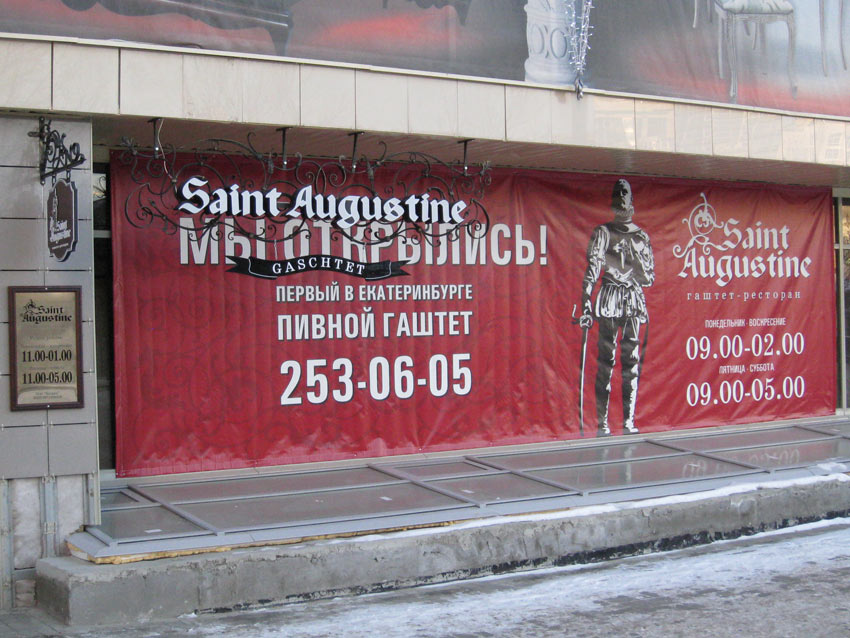 Saint Augustine
МЫ ОТКРЫЛИСЬ!
GASCHTET
ПЕРВЫЙ В ЕКАТЕРИНБУРГЕ
ПИВНОЙ ГАШТЕТ
253-06-05
Saint
Augustine
гаштет-ресторан
ПОНЕДЕЛЬНИК - ВОСКРЕСЕНИЕ
09.00-02.00
ПЯТНИЦА - СУББОТА
09.00-05.00
Saint
Augustine
Saint
Augustine
11.00-01.00
11.00-05.00